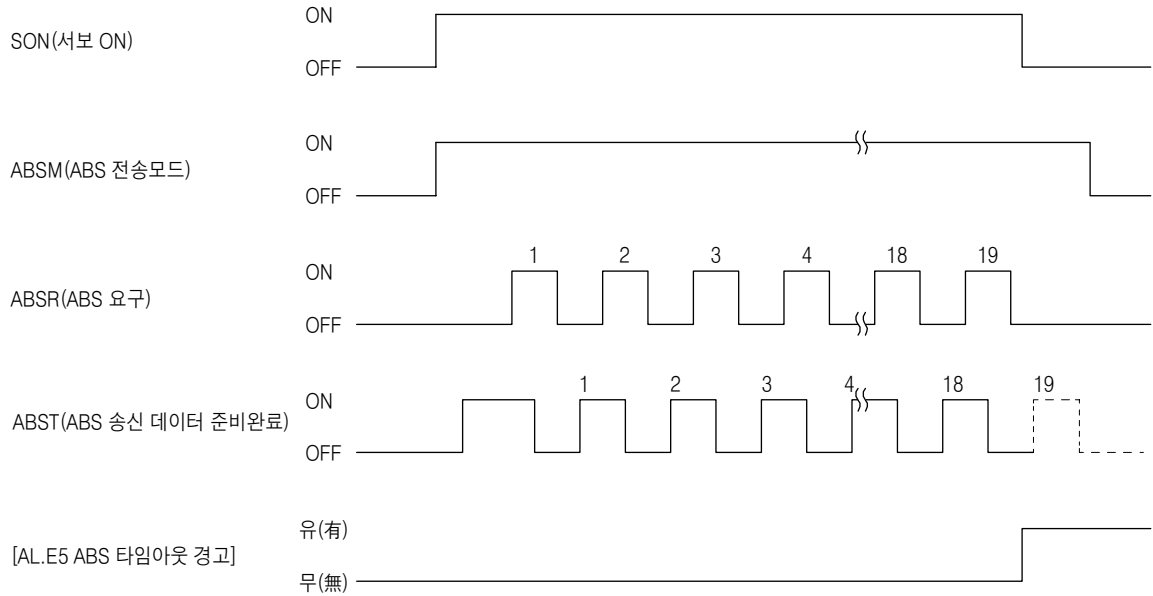 SON(서보 ON)
ON
OFF
ABSM(ABS 전송모드)
ON
OFF
ABSR(ABS 요구)
ON
OFF
1 2 3 4 18 19
ABST(ABS 송신 데이터 준비완료)
ON
OFF
1 2 3 4 18 19
[AL.E5 ABS 타임아웃 경고]
유(有)
무(無)